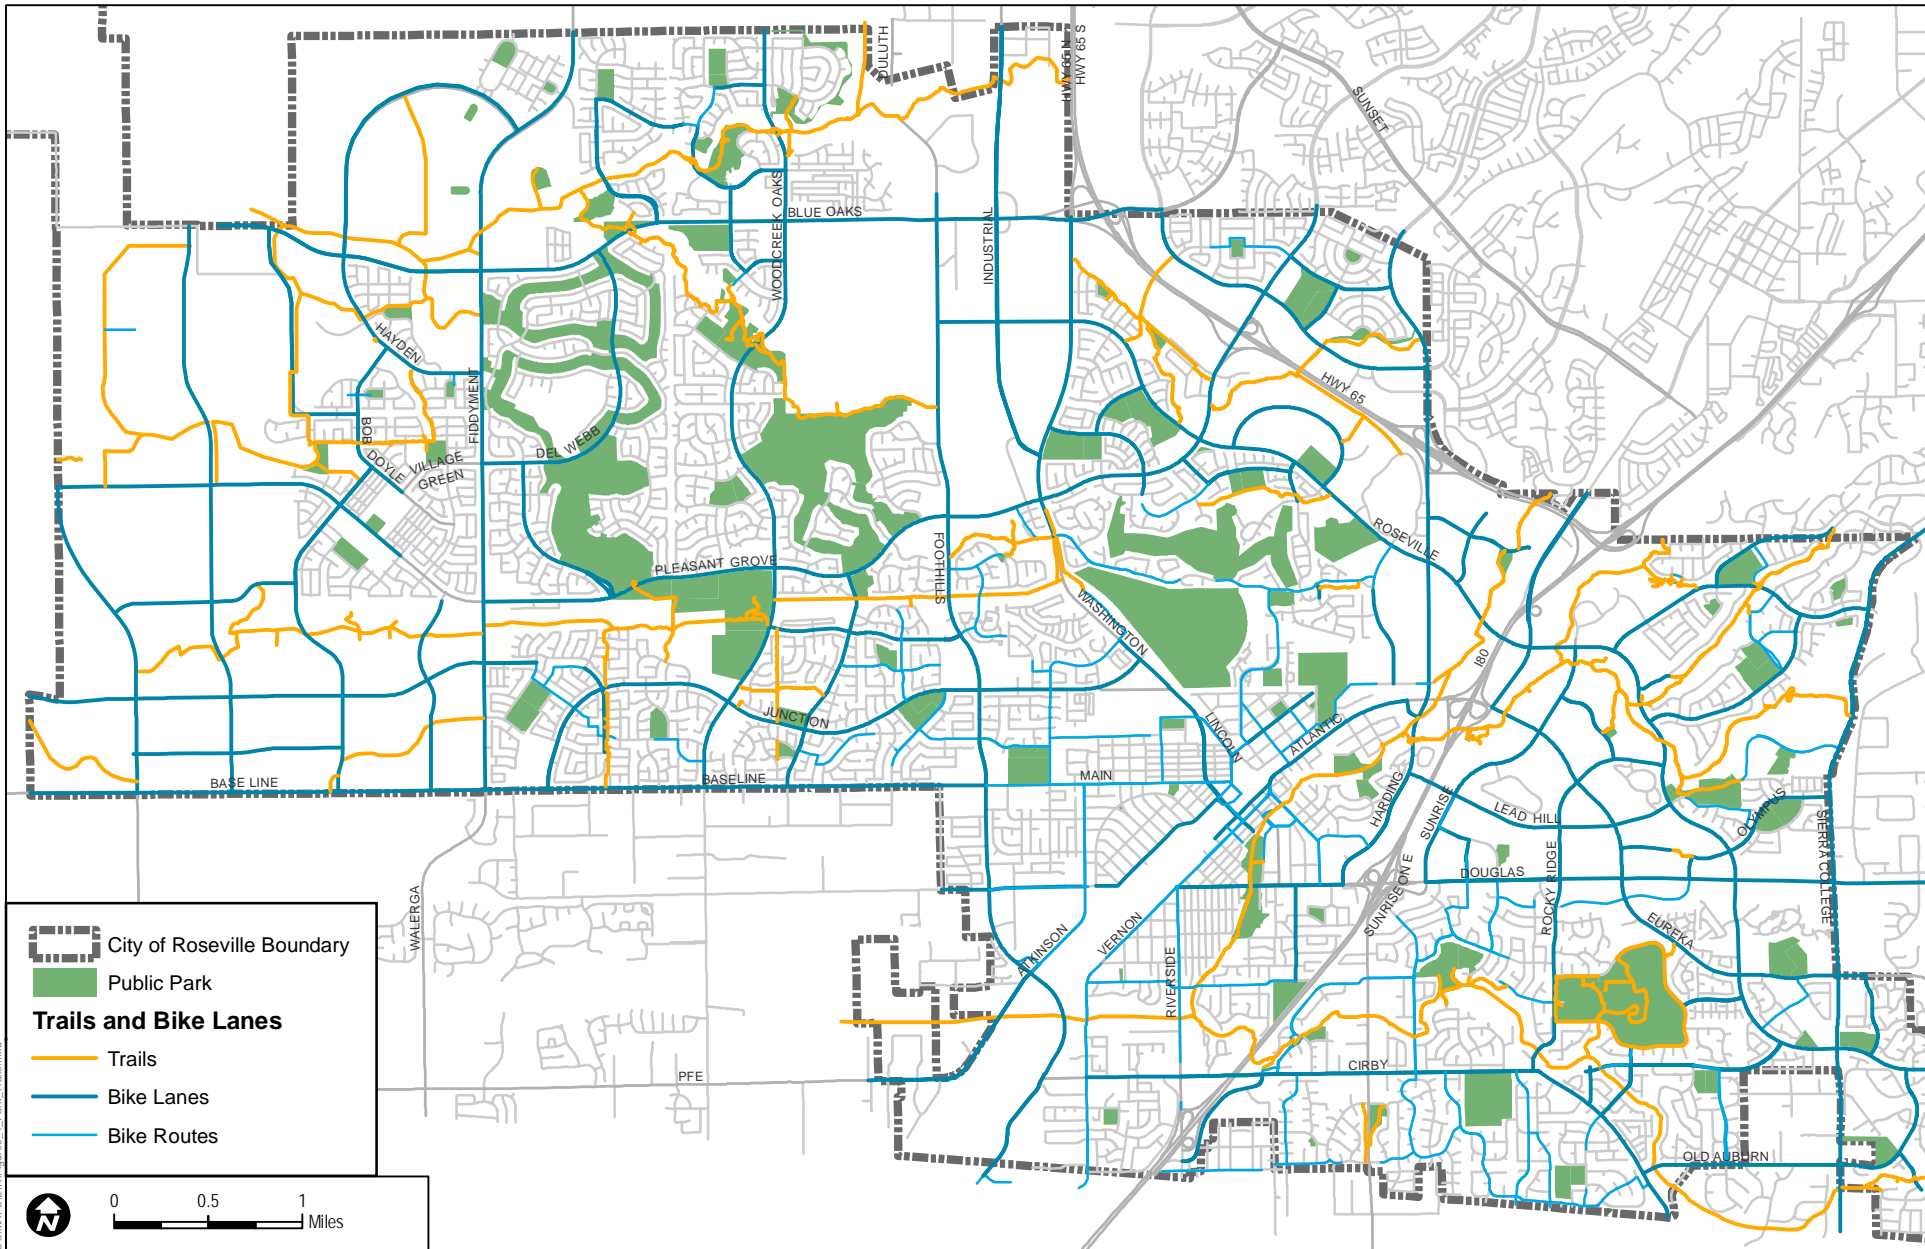 DULUTH
HWY 65 N
HWY 65 S
SUNSET
WOODCREEK OAKS
BLUE OAKS
INDUSTRIAL
HAYDEN
FIDDYMENT
HWY 65
BOB
DOYLE
VILLAGE
GREEN
DEL WEBB
ROSEVILLE
PLEASANT GROVE
FOOTHILLS
WASHINGTON
I80
JUNCTION
LINCOLN
ATLANTIC
BASE LINE
BASELINE
MAIN
HARDING
SUNRISE
LEAD HILL
OLYMPUS
SIERRA COLLEGE
DOUGLAS
ROCKY RIDGE
SUNRISE ON E
EUREKA
WALERGA
ATKINSON
VERNON
RIVERSIDE
PFE
CIRBY
OLD AUBURN
City of Roseville Boundary
Public Park
Trails and Bike Lanes
Trails
Bike Lanes
Bike Routes
N
0 0.5 1
Miles